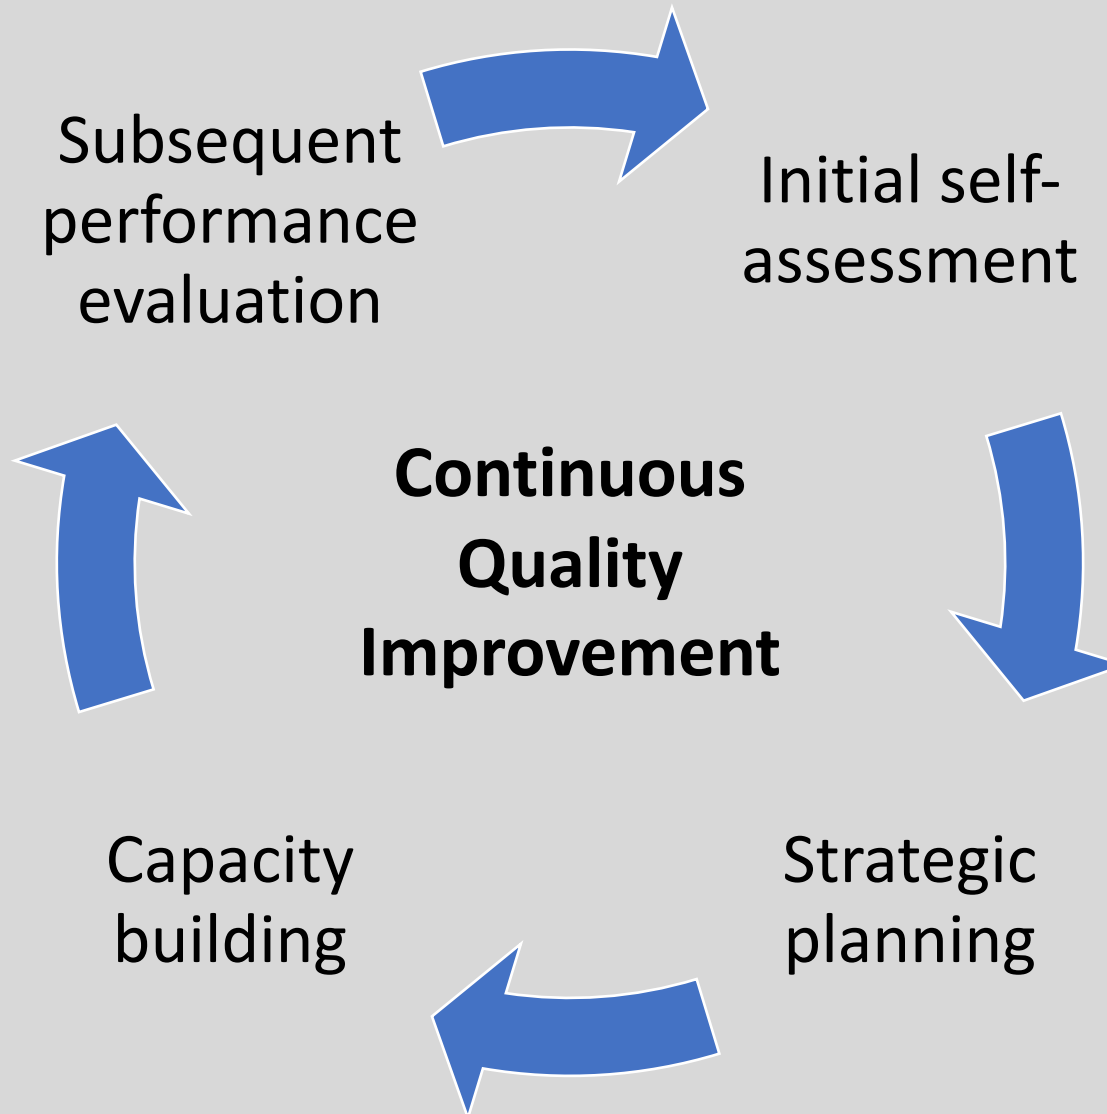 Subsequent
performance
evaluation
Initial self-
assessment
Continuous
Quality
Improvement
Capacity
building
Strategic
planning